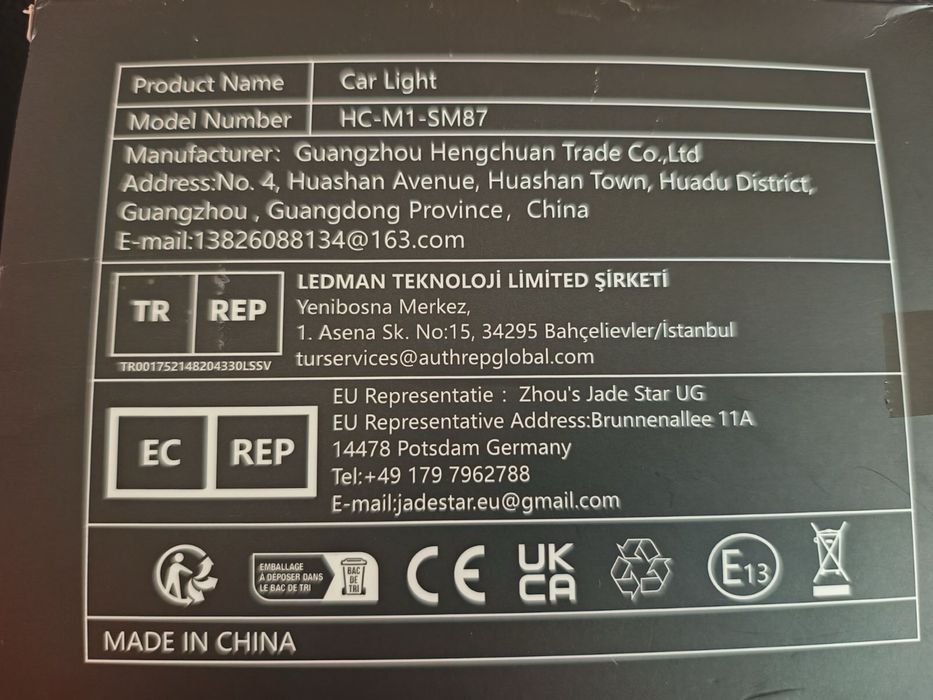 Product Name Car Light
Model Number HC-M1-SM87
Manufacturer: Guangzhou Hengchuan Trade Co.,Ltd
Address:No. 4, Huashan Avenue, Huashan Town, Huadu District,
Guangzhou , Guangdong Province, China
E-mail:13826088134@163.com
TR REP
TR001752148204330LSSV
LEDMAN TEKNOLOJİ LİMİTED ŞİRKETİ
Yenibosna Merkez,
1. Asena Sk. No:15, 34295 Bahçelievler/İstanbul
turservices@authrepglobal.com
EC REP
EU Representatie : Zhou's Jade Star UG
EU Representative Address:Brunnenallee 11A
14478 Potsdam Germany
Tel:+49 179 7962788
E-mail:jadestar.eu@gmail.com
EMBALLAGE
À DÉPOSER DANS
LE BAC DE TRI
BAC
DE
TRI
CE
UK
CA
E13
MADE IN CHINA